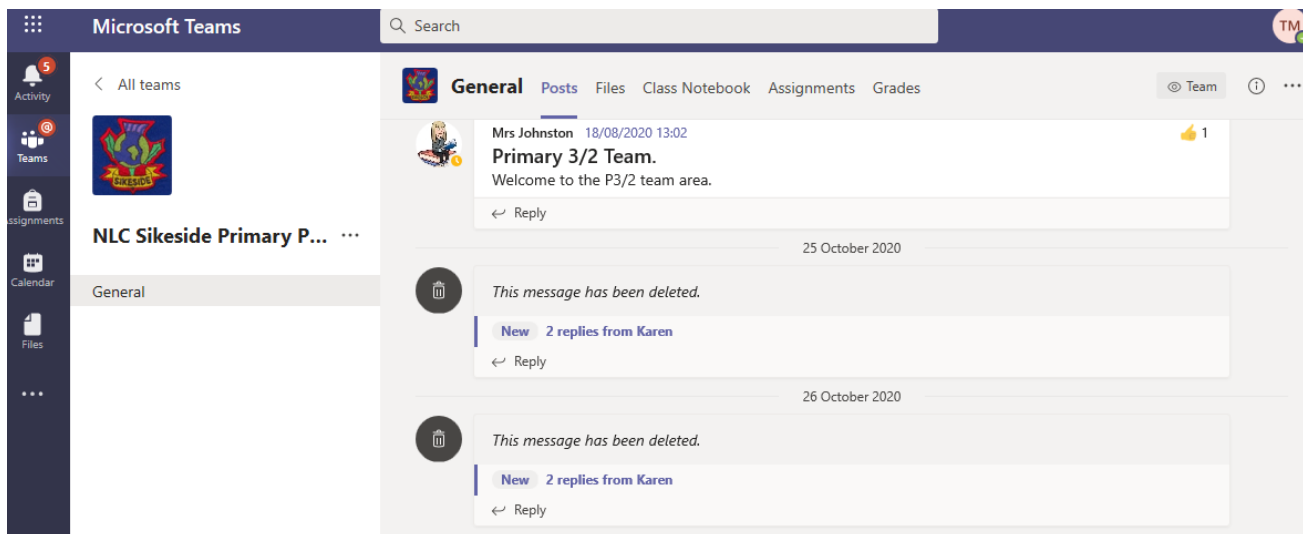 Microsoft Teams
Search
TM
5
Activity
@
Teams
ssignments
Calendar
Files
All teams
SIKESIDE
NLC Sikeside Primary P... ...
General
General Posts Files Class Notebook Assignments Grades
Team
Mrs Johnston 18/08/2020 13:02
1
Primary 3/2 Team.
Welcome to the P3/2 team area.
Reply
25 October 2020
This message has been deleted.
New 2 replies from Karen
Reply
26 October 2020
This message has been deleted.
New 2 replies from Karen
Reply